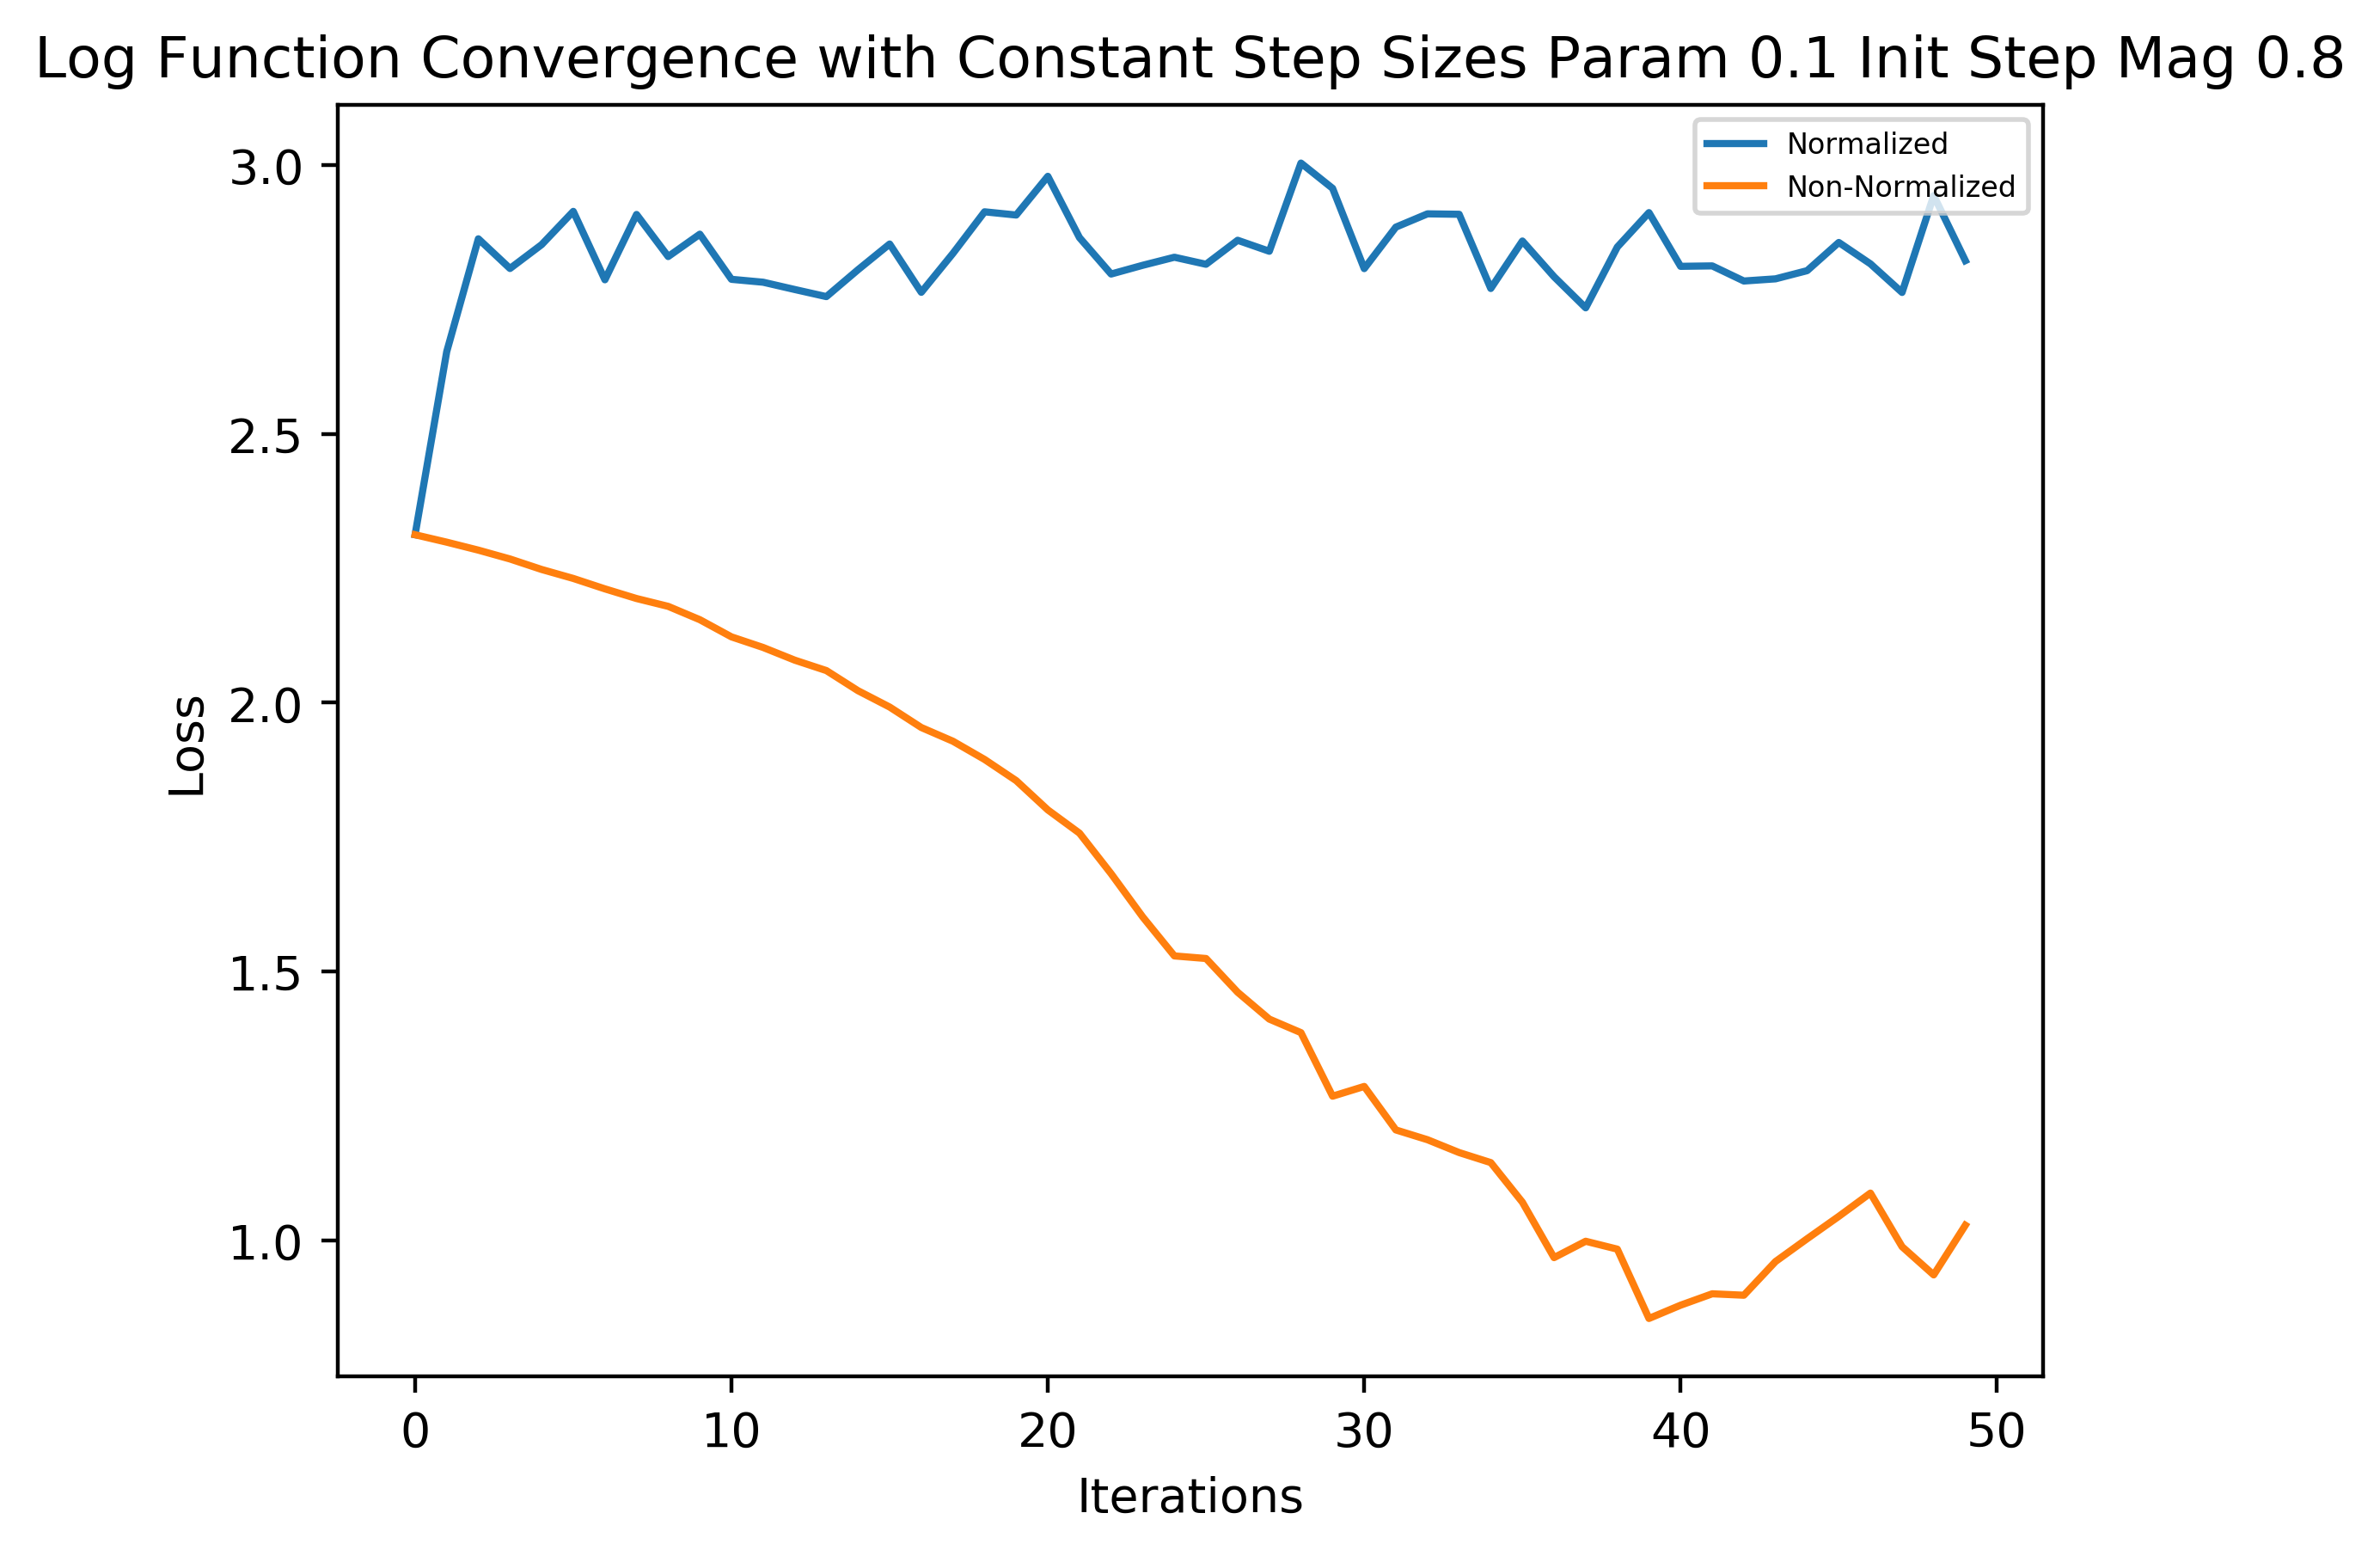 Log Function Convergence with Constant Step Sizes Param 0.1 Init Step Mag 0.8
Normalized
Non-Normalized
3.0
2.5
2.0
1.5
1.0
Loss
0 10 20 30 40 50
Iterations